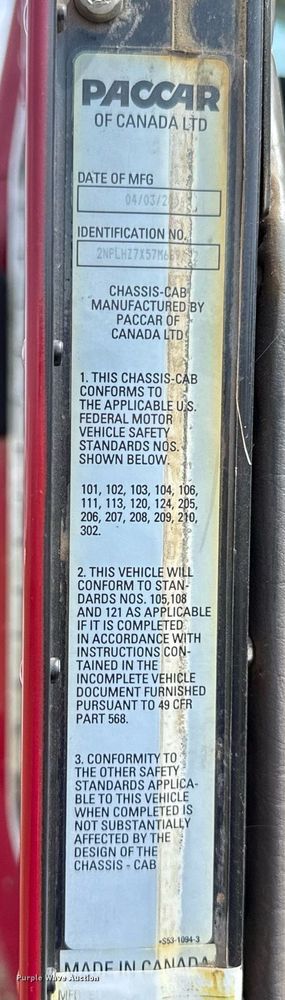 PACCAR
OF CANADA LTD
DATE OF MFG
IDENTIFICATION NO.
CHASSIS-CAB
MANUFACTURED BY
PACCAR OF
CANADA LTD
1. THIS CHASSIS-CAB
CONFORMS TO
THE APPLICABLE U.S.
FEDERAL MOTOR
VEHICLE SAFETY
STANDARDS NOS.
SHOWN BELOW.
101, 102, 103, 104, 106,
111, 113, 120, 124, 205,
206, 207, 208, 209, 210,
302.
2. THIS VEHICLE WILL
CONFORM TO STAN-
DARDS NOS. 105,108
AND 121 AS APPLICABLE
IF IT IS COMPLETED
IN ACCORDANCE WITH
INSTRUCTIONS CON-
TAINED IN THE
INCOMPLETE VEHICLE
DOCUMENT FURNISHED
PURSUANT TO 49 CFR
PART 568.
3. CONFORMITY TO
THE OTHER SAFETY
STANDARDS APPLICA-
BLE TO THIS VEHICLE
WHEN COMPLETED IS
NOT SUBSTANTIALLY
AFFECTED BY THE
DESIGN OF THE
CHASSIS - CAB
S53-1094-3
MADE IN CANADA
Purple Wave Auction
MFG